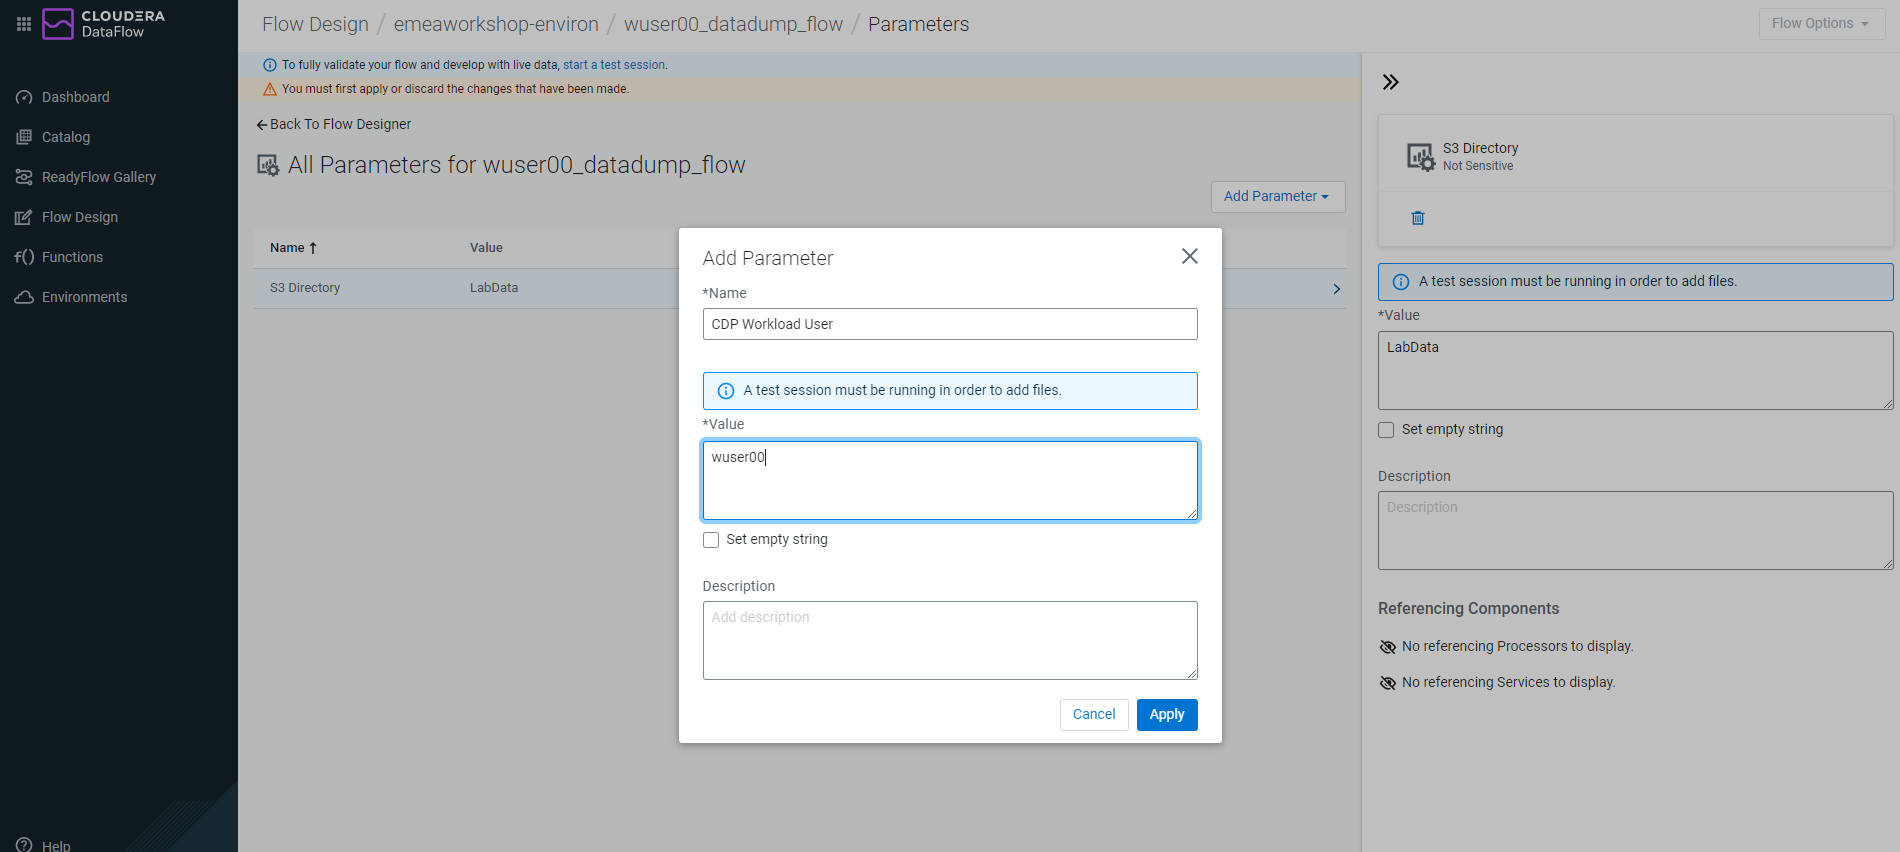 CLOUDERA
DataFlow
Dashboard
Catalog
ReadyFlow Gallery
Flow Design
Functions
Environments
Help
Flow Design / emeaworkshop-environ / wuser00_datadump_flow / Parameters
Flow Options
To fully validate your flow and develop with live data, start a test session.
You must first apply or discard the changes that have been made.
Back To Flow Designer
All Parameters for wuser00_datadump_flow
Add Parameter
Name Value
S3 Directory LabData
Add Parameter
*Name
CDP Workload User
A test session must be running in order to add files.
*Value
wuser00
Set empty string
Description
Add description
Cancel Apply
S3 Directory
Not Sensitive
A test session must be running in order to add files.
*Value
LabData
Set empty string
Description
Description
Referencing Components
No referencing Processors to display.
No referencing Services to display.